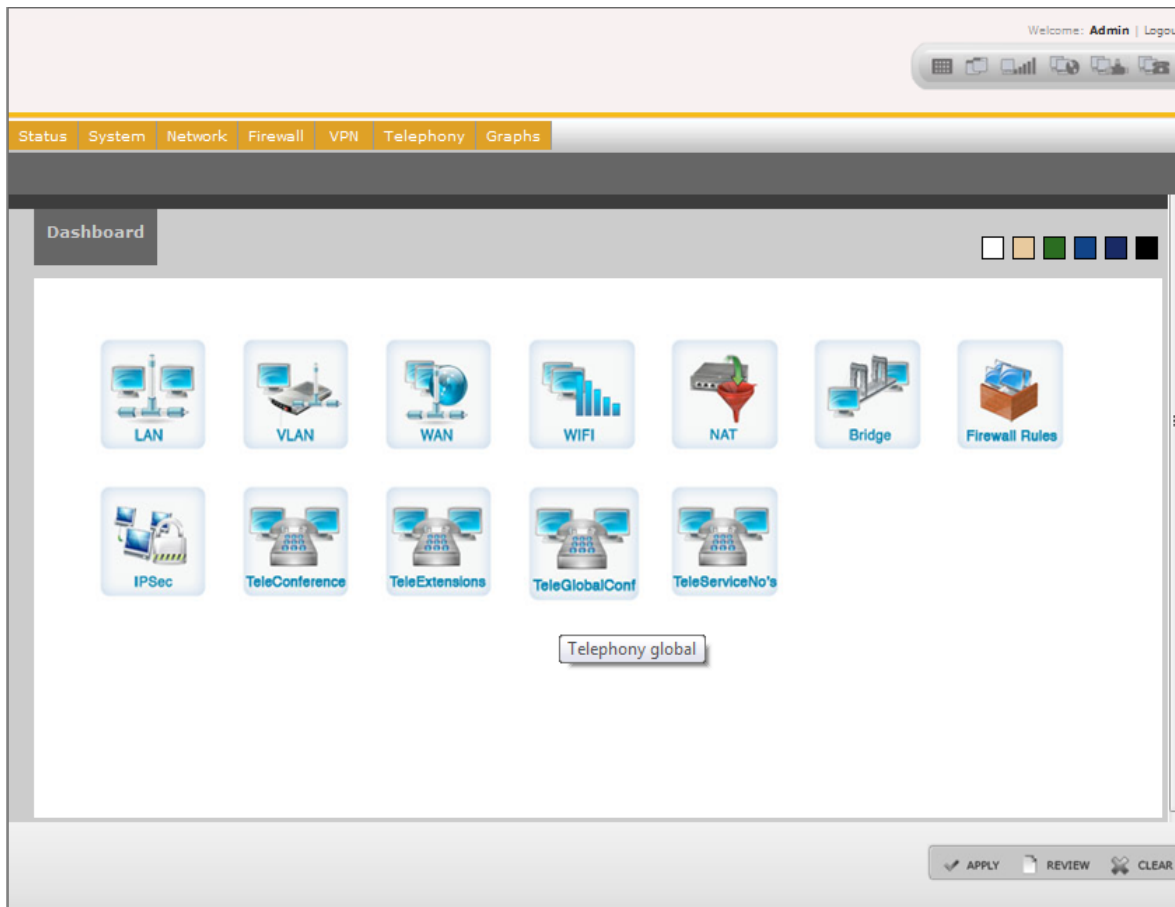 Welcome: Admin | Logou
Status System Network Firewall VPN Telephony Graphs
Dashboard
LAN VLAN WAN WIFI NAT Bridge Firewall Rules
IPSec TeleConference TeleExtensions TeleGlobalConf TeleServiceNo's
Telephony global
APPLY REVIEW CLEAR